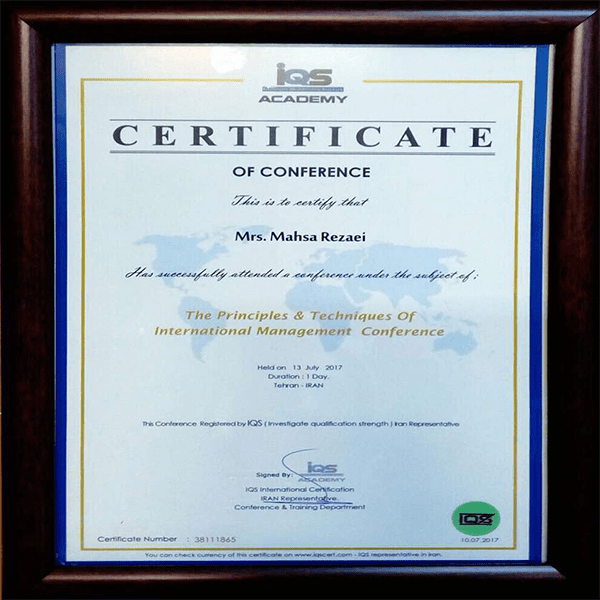 iQS
ACADEMY
CERTIFICATE
OF CONFERENCE
This is to certify that
Mrs. Mahsa Rezaei
Has successfully attended a conference under the subject of ;
The Principles & Techniques Of
International Management Conference
Held on 13 July 2017
Duration : 1 Day.
Tehran - IRAN
This Conference Registered by IQS ( Investigate qualification strength ) Iran Representative
Signed By:
iQS
ACADEMY
IQS International Certification
IRAN Representative.
Conference & Training Department
IQS
Certificate Number : 38111865
10.07.2017
You can check currency of this certificate on www.iqscert.com - IQS representative in Iran.